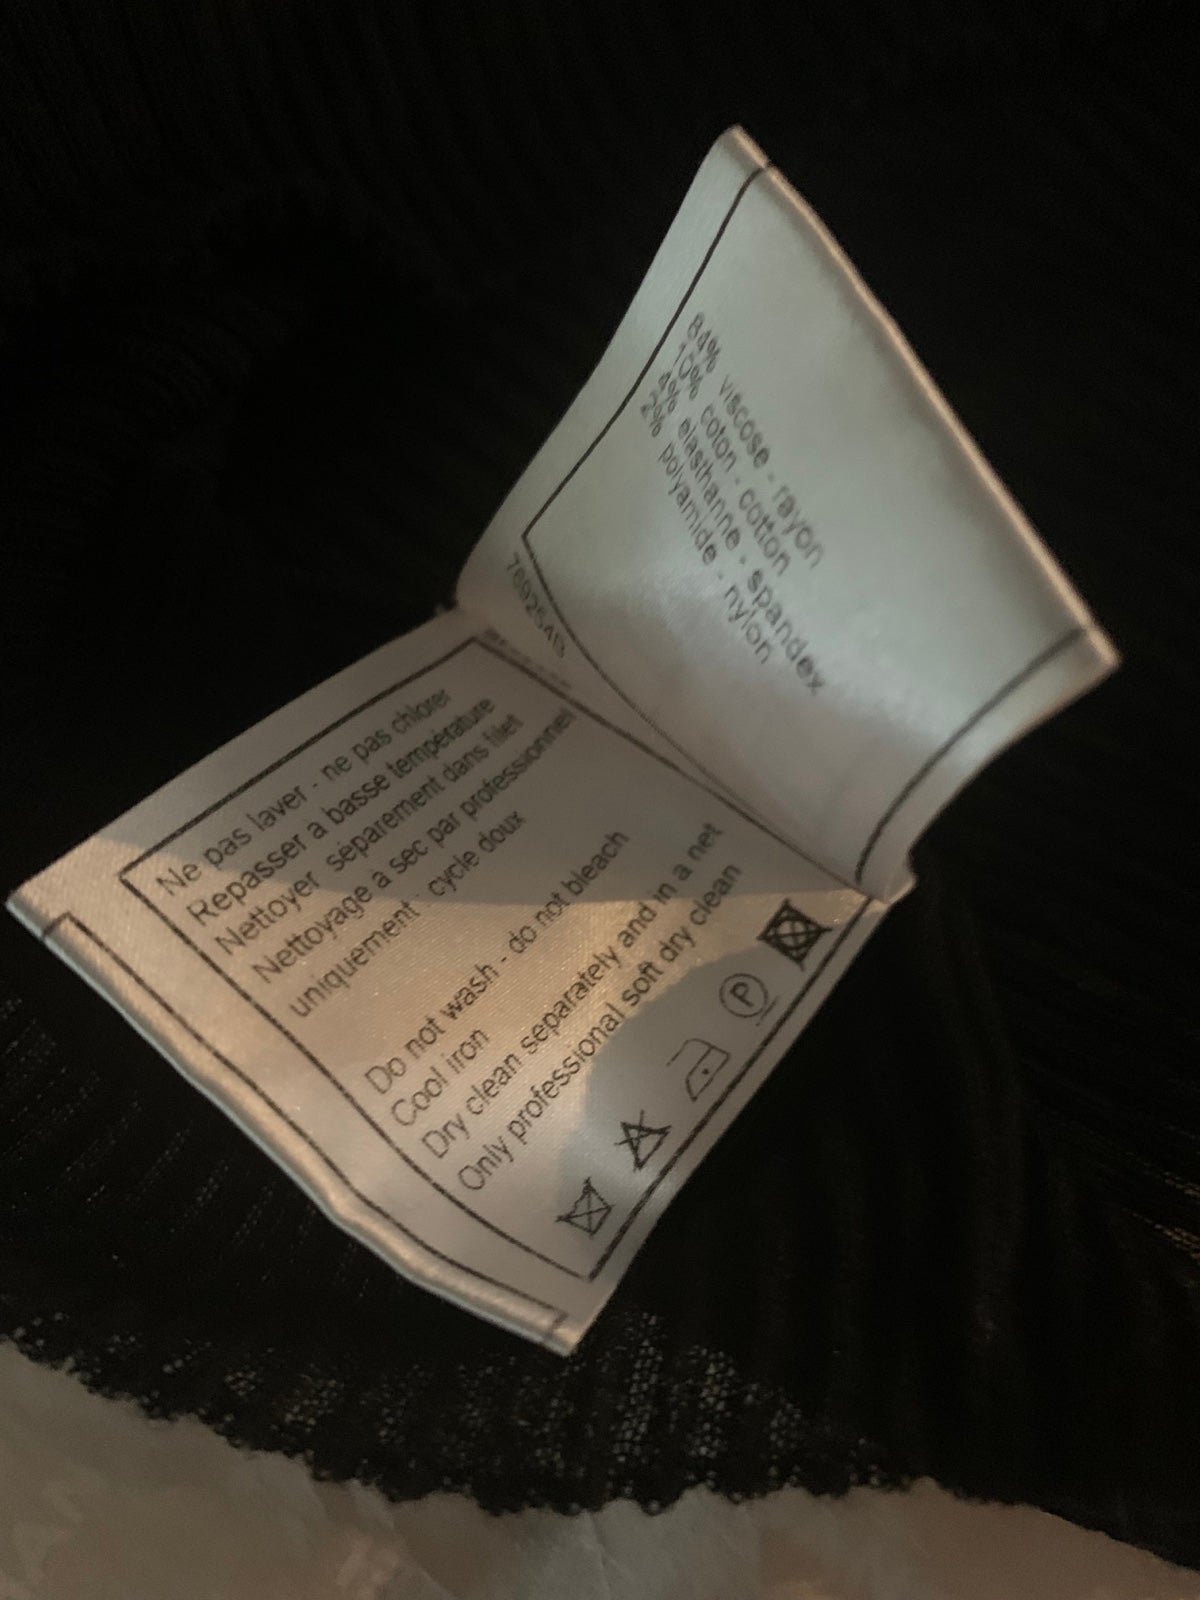 84% viscose - rayon
10% coton - cotton
4% elasthanne - spandex
2% polyamide - nylon
Ne pas laver - ne pas chlorer
Repasser a basse température
Nettoyer séparement dans filet
Nettoyage à sec par professionnel
uniquement - cycle doux
Do not wash - do not bleach
Cool iron
Dry clean separately and in a net
Only professional soft dry clean
P